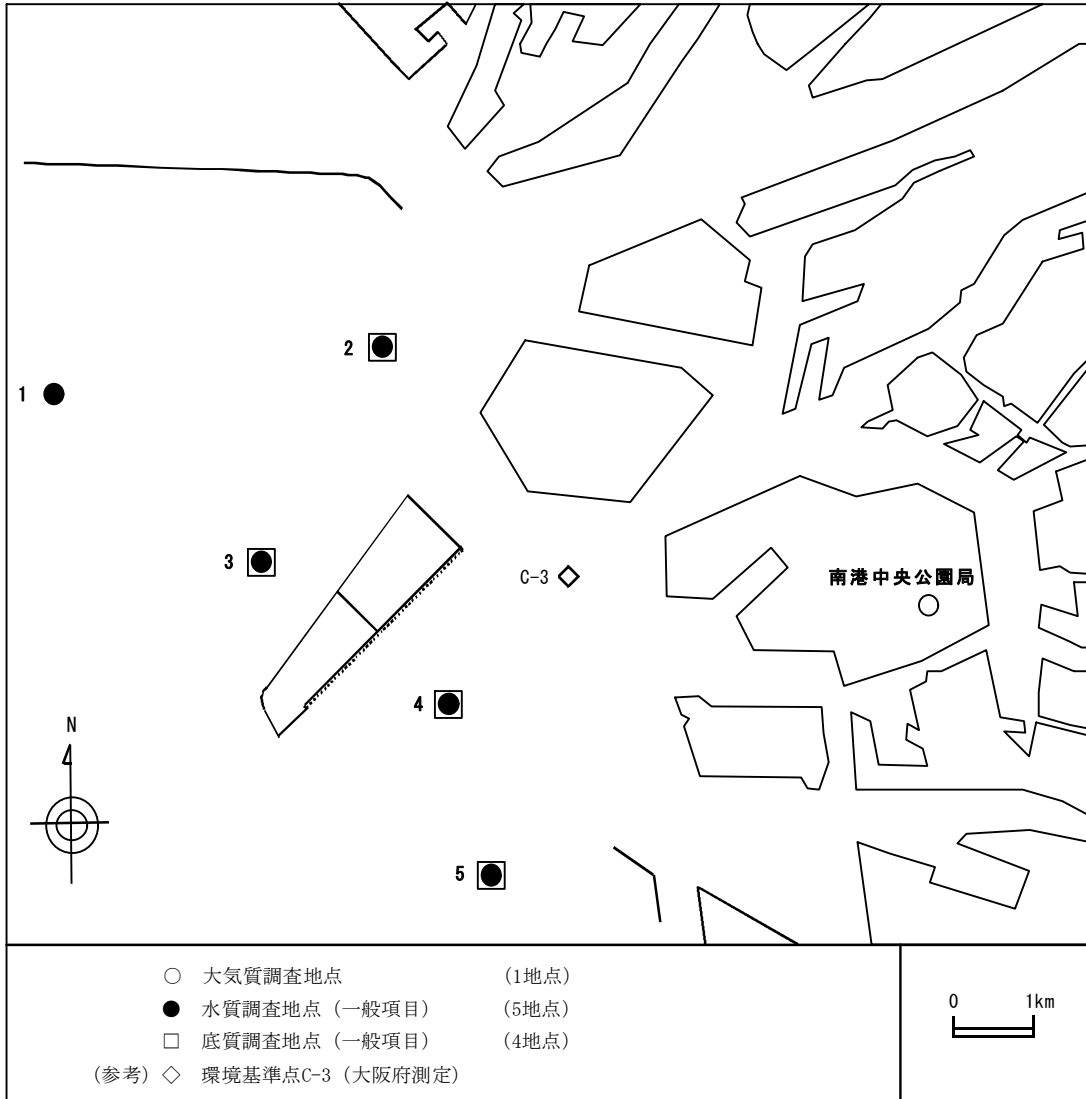 2
1
3
C-3
南港中央公園局
4
N
5
○ 大気質調査地点 (1地点)
● 水質調査地点 (一般項目) (5地点)
□ 底質調査地点 (一般項目) (4地点)
(参考) ◇ 環境基準点C-3 (大阪府測定)
0 1km